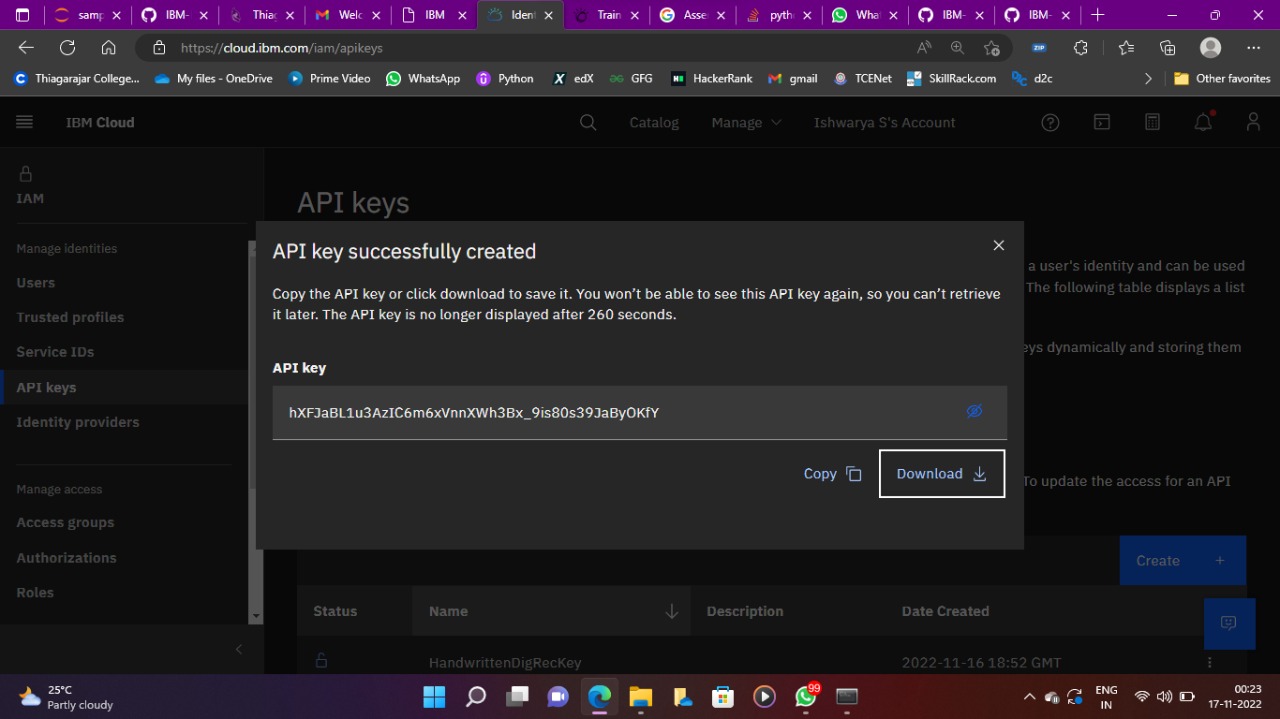 samp
IBM-
Thiag
Welc
IBM
Ident
Train
Asse
pyth
What
IBM-
IBM-
https://cloud.ibm.com/iam/apikeys
ZIP
Thiagarajar College...
My files - OneDrive
Prime Video
WhatsApp
Python
edX
GFG
HackerRank
gmail
TCENet
SkillRack.com
d2c
Other favorites
IBM Cloud
Catalog
Manage
Ishwarya S's Account
IAM
Manage identities
Users
Trusted profiles
Service IDs
API keys
Identity providers
Manage access
Access groups
Authorizations
Roles
API keys
a user's identity and can be used
The following table displays a list
eys dynamically and storing them
To update the access for an API
API key successfully created
Copy the API key or click download to save it. You won’t be able to see this API key again, so you can’t retrieve
it later. The API key is no longer displayed after 260 seconds.
API key
hXFJaBL1u3AzIC6m6xVnnXWh3Bx_9is80s39JaByOKfY
Copy
Download
Create +
Status
Name
Description
Date Created
HandwrittenDigRecKey
2022-11-16 18:52 GMT
25°C
Partly cloudy
99
ENG
IN
00:23
17-11-2022